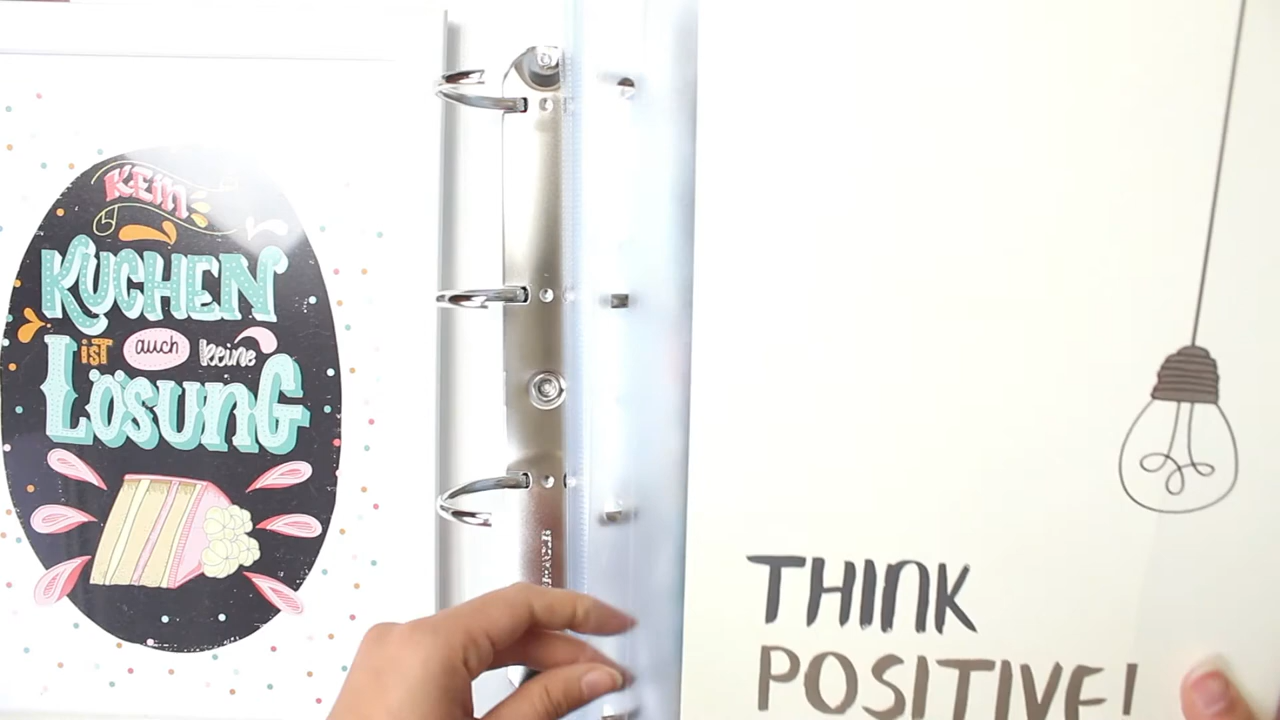 KEIN
KUCHEN
IST auch keine
LÖSUNG
THINK
POSITIVE!